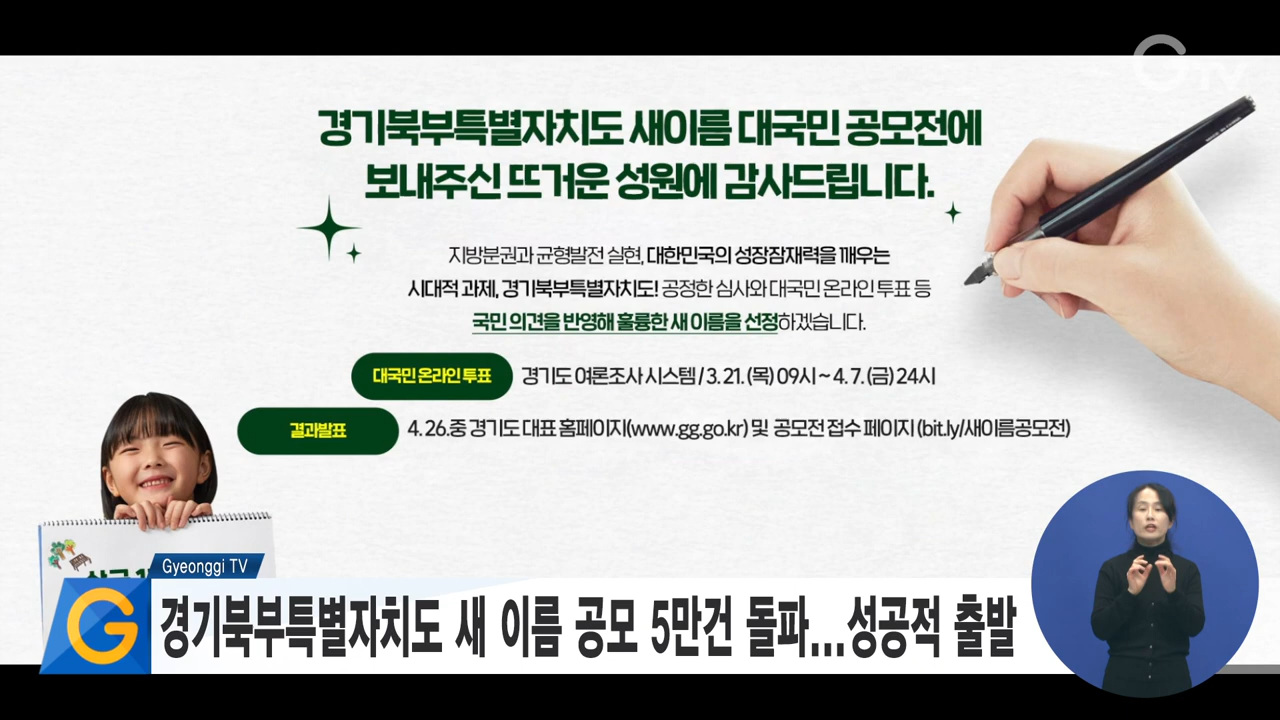 GTV
경기북부특별자치도 새이름 대국민 공모전에
보내주신 뜨거운 성원에 감사드립니다.
지방분권과 균형발전 실현, 대한민국의 성장잠재력을 깨우는
시대적 과제, 경기북부특별자치도! 공정한 심사와 대국민 온라인 투표 등
국민 의견을 반영해 훌륭한 새 이름을 선정하겠습니다.
대국민 온라인 투표 경기도 여론조사 시스템 / 3. 21. (목) 09시 ~ 4. 7. (금) 24시
결과발표 4. 26.중 경기도 대표 홈페이지(www.gg.go.kr) 및 공모전 접수 페이지 (bit.ly/새이름공모전)
Gyeonggi TV
G 경기북부특별자치도 새 이름 공모 5만건 돌파...성공적 출발